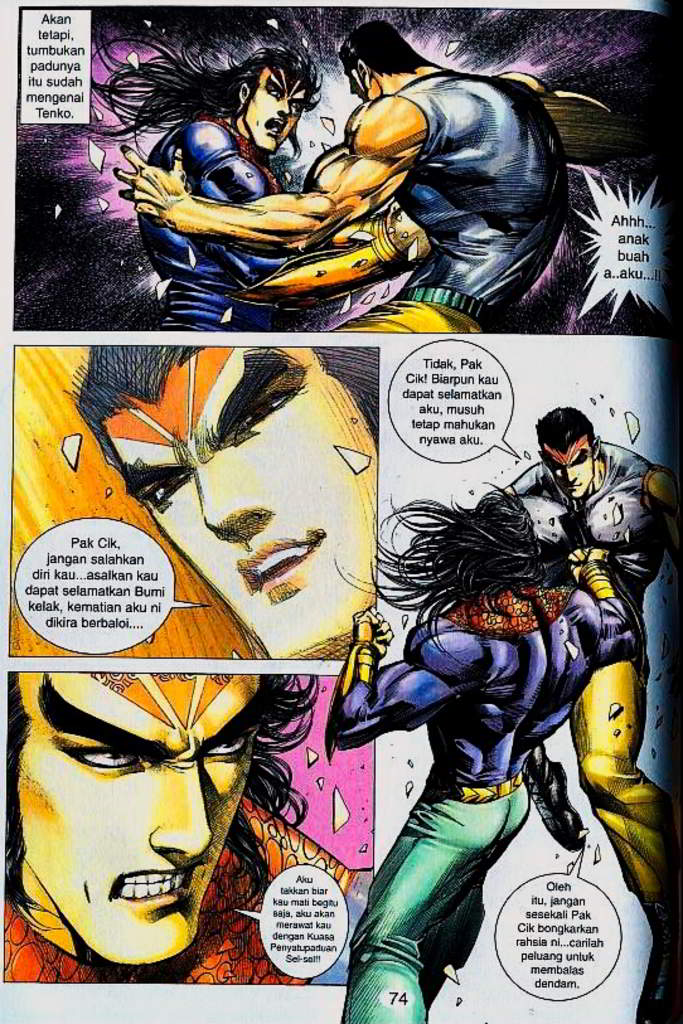 Akan
tetapi,
tumbukan
padunya
itu sudah
mengenai
Tenko.
Ahhh...
anak
buah
a..aku...!!
Tidak, Pak
Cik! Biarpun kau
dapat selamatkan
aku, musuh
tetap mahukan
nyawa aku.
Pak Cik,
jangan salahkan
diri kau...asalkan kau
dapat selamatkan Bumi
kelak, kematian aku ni
dikira berbaloi....
Aku
takkan biar
kau mati begitu
saja, aku akan
merawat kau
dengan Kuasa
Penyatupaduan
Sel-sel!!
Oleh
itu, jangan
sesekali Pak
Cik bongkarkan
rahsia ni...carilah
peluang untuk
membalas
dendam.
74